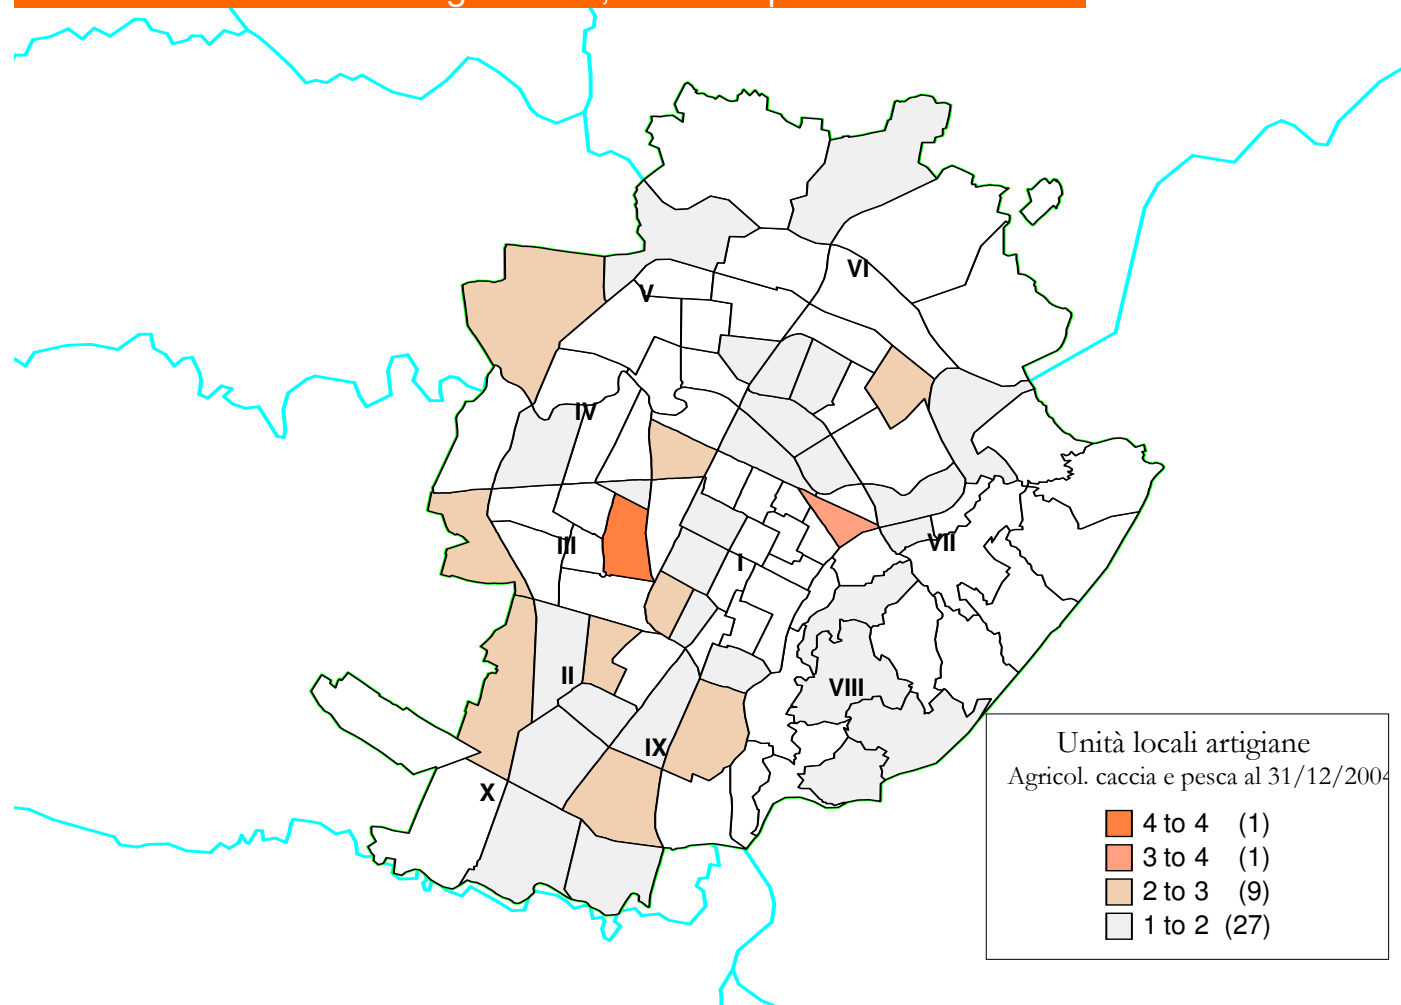 VI
V
IV
III
VII
I
II
VIII
IX
X
Unità locali artigiane
Agricol. caccia e pesca al 31/12/2004
4 to 4 (1)
3 to 4 (1)
2 to 3 (9)
1 to 2 (27)